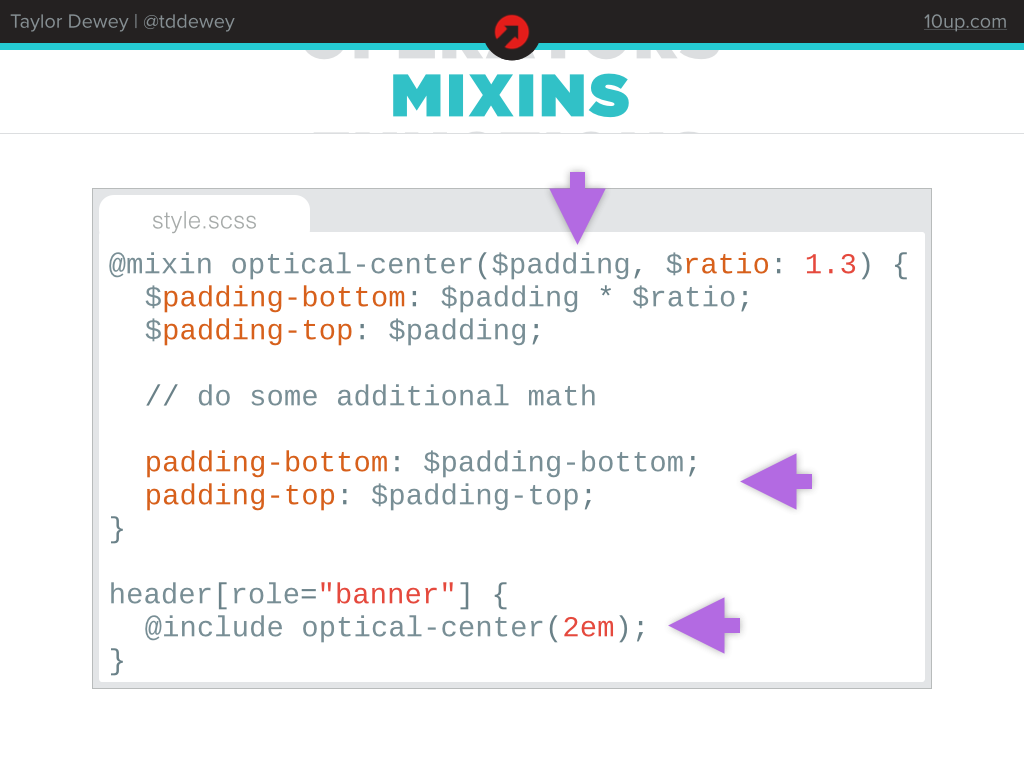 Taylor Dewey | @tddewey
10up.com
OPERATORS
MIXINS
style.scss
@mixin optical-center($padding, $ratio: 1.3) {
  $padding-bottom: $padding * $ratio;
  $padding-top: $padding;
  // do some additional math
  padding-bottom: $padding-bottom;
  padding-top: $padding-top;
}
header[role="banner"] {
  @include optical-center(2em);
}